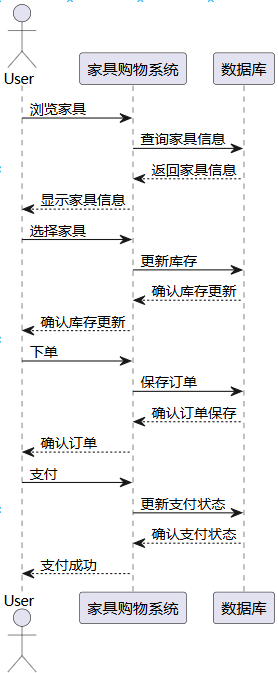 User
家具购物系统
数据库
浏览家具
查询家具信息
返回家具信息
显示家具信息
选择家具
更新库存
确认库存更新
确认库存更新
下单
保存订单
确认订单保存
确认订单
支付
更新支付状态
确认支付状态
支付成功
User
家具购物系统
数据库